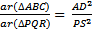 ar(ΔABC)/ar(ΔPQR) = AD²/PS²